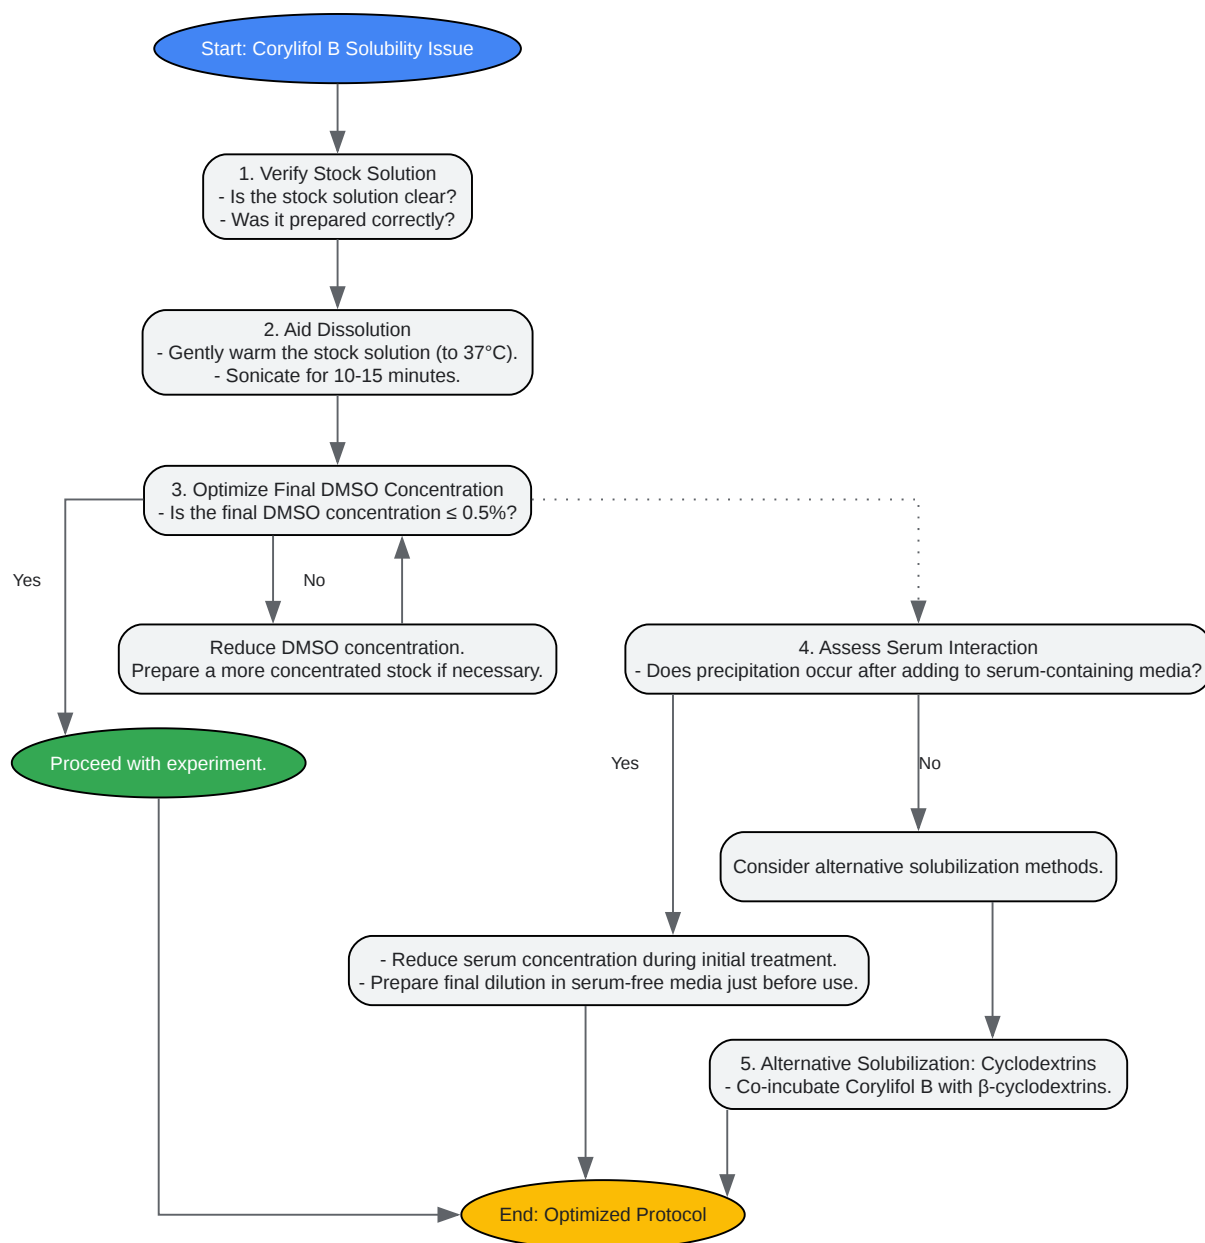 Start: Corylifol B Solubility Issue
1. Verify Stock Solution
- Is the stock solution clear?
- Was it prepared correctly?
2. Aid Dissolution
- Gently warm the stock solution (to 37°C).
- Sonicate for 10-15 minutes.
3. Optimize Final DMSO Concentration
- Is the final DMSO concentration ≤ 0.5%?
Yes
No
Reduce DMSO concentration.
Prepare a more concentrated stock if necessary.
4. Assess Serum Interaction
- Does precipitation occur after adding to serum-containing media?
Proceed with experiment.
Yes
No
Consider alternative solubilization methods.
- Reduce serum concentration during initial treatment.
- Prepare final dilution in serum-free media just before use.
5. Alternative Solubilization: Cyclodextrins
- Co-incubate Corylifol B with β-cyclodextrins.
End: Optimized Protocol